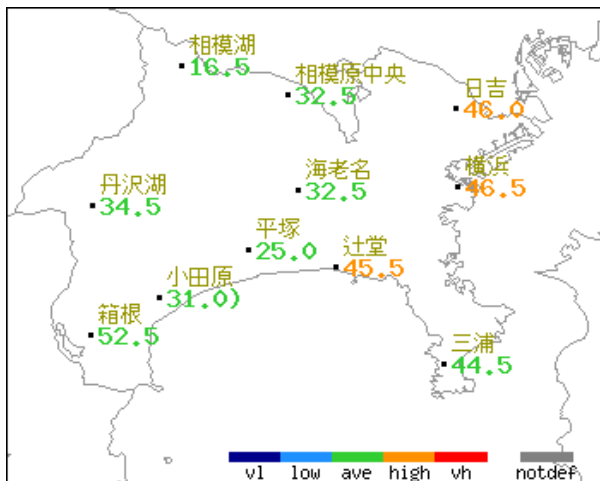 相模湖
16.5
相模原中央
32.5
日吉
46.0
海老名
32.5
横浜
46.5
丹沢湖
34.5
平塚
25.0
辻堂
45.5
小田原
31.0)
箱根
52.5
三浦
44.5
vl low ave high vh notdef